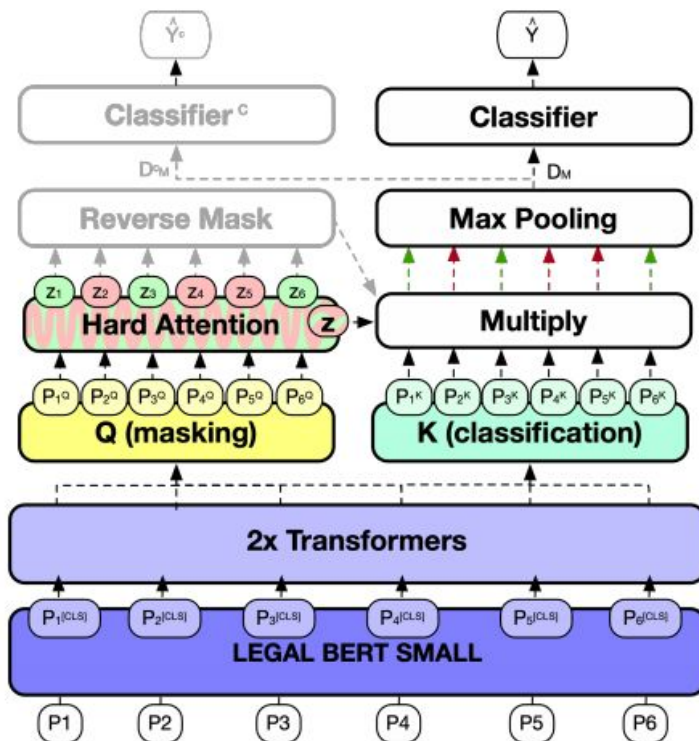 Ŷᶜ Ŷ
Classifier ᶜ Classifier
Dᶜᴍ Dᴍ
Reverse Mask Max Pooling
z₁ z₂ z₃ z₄ z₅ z₆
Hard Attention z Multiply
P₁Q P₂Q P₃Q P₄Q P₅Q P₆Q P₁K P₂K P₃K P₄K P₅K P₆K
Q (masking) K (classification)
2x Transformers
P₁[CLS] P₂[CLS] P₃[CLS] P₄[CLS] P₅[CLS] P₆[CLS]
LEGAL BERT SMALL
P1 P2 P3 P4 P5 P6